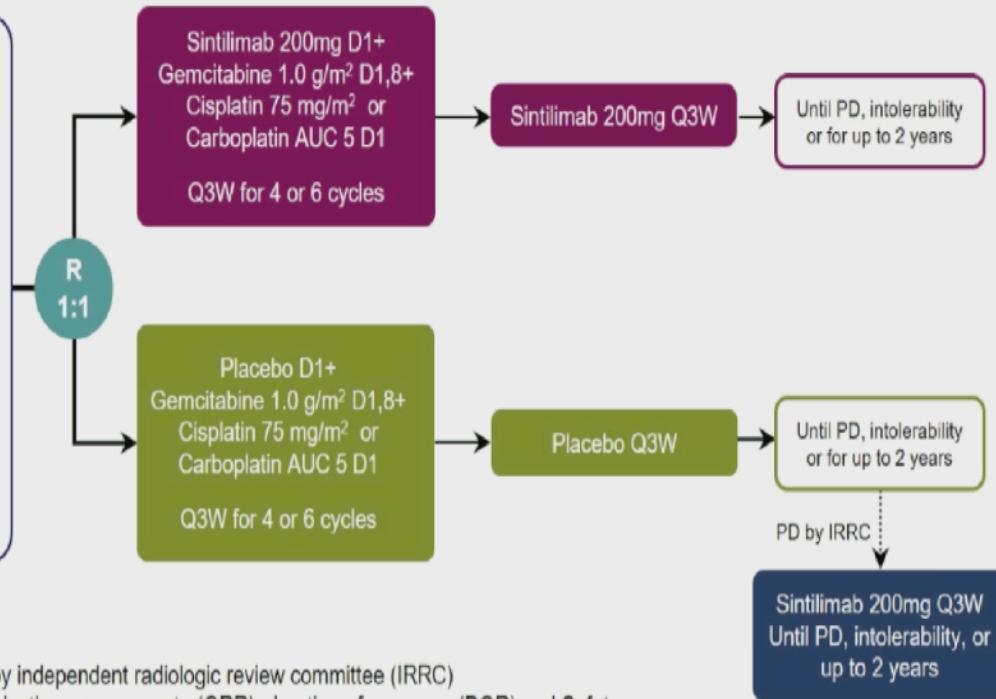 Sintilimab 200mg D1+
Gemcitabine 1.0 g/m² D1,8+
Cisplatin 75 mg/m² or
Carboplatin AUC 5 D1
Q3W for 4 or 6 cycles
Sintilimab 200mg Q3W
Until PD, intolerability
or for up to 2 years
R
1:1
Placebo D1+
Gemcitabine 1.0 g/m² D1,8+
Cisplatin 75 mg/m² or
Carboplatin AUC 5 D1
Q3W for 4 or 6 cycles
Placebo Q3W
Until PD, intolerability
or for up to 2 years
PD by IRRC
Sintilimab 200mg Q3W
Until PD, intolerability, or
up to 2 years
by independent radiologic review committee (IRRC)